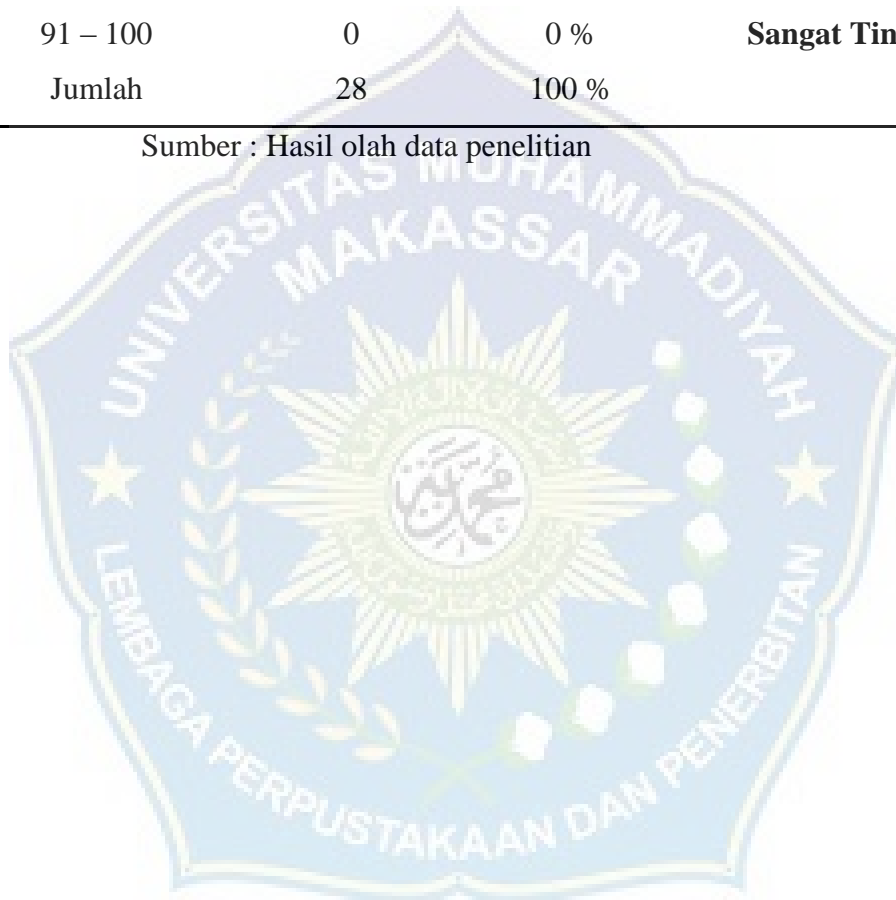 91 – 100 0 0 % Sangat Tin
Jumlah 28 100 %
Sumber : Hasil olah data penelitian
UNIVERSITAS MUHAMMADIYAH
MAKASSAR
محمدية
LEMBAGA PERPUSTAKAAN DAN PENERBITAN